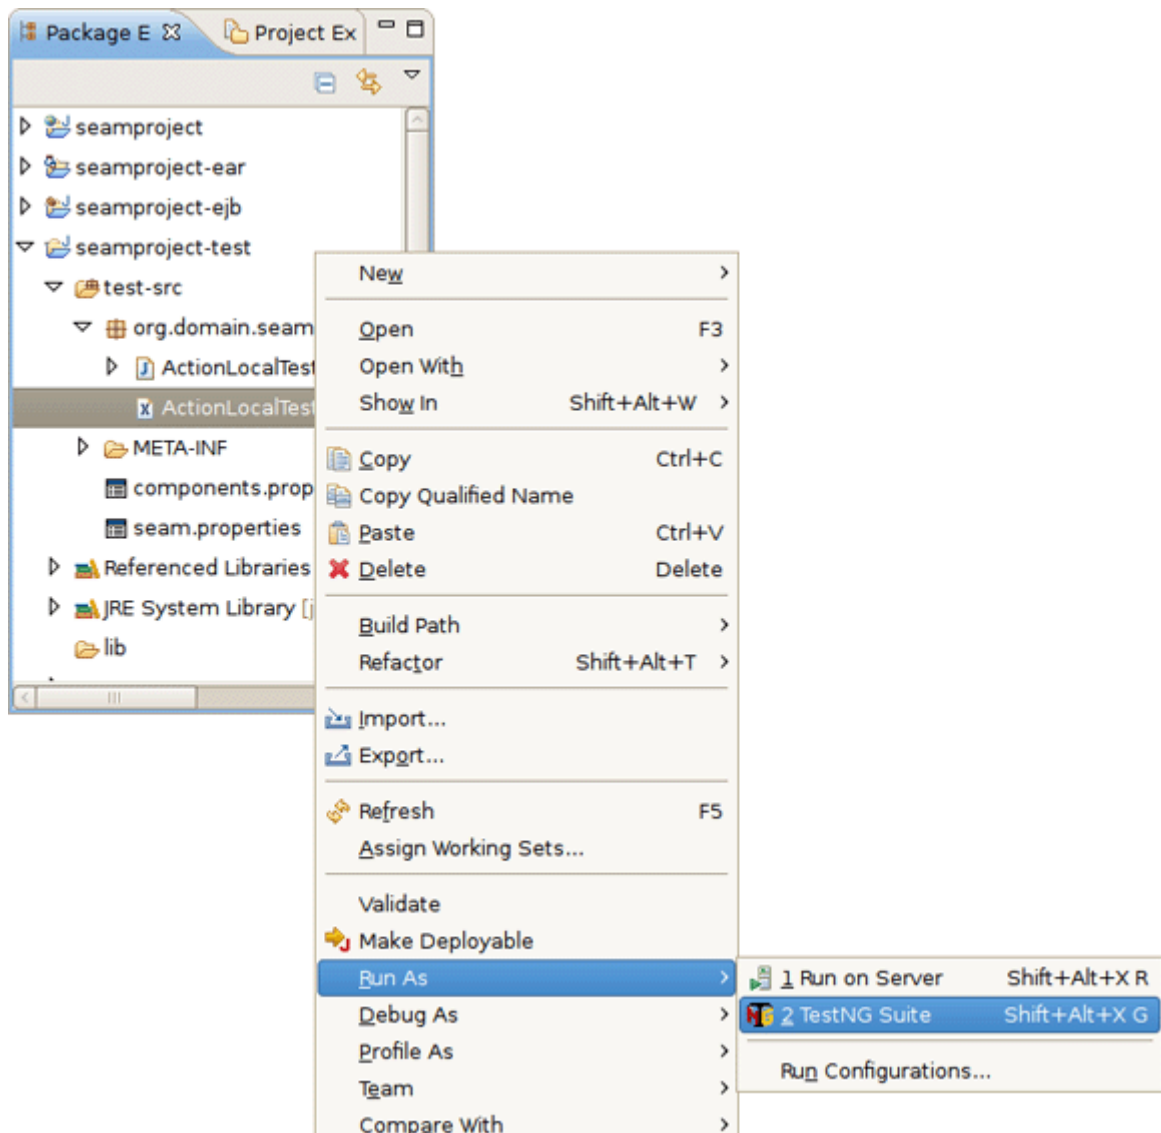 Package E
Project Ex
seamproject
seamproject-ear
seamproject-ejb
seamproject-test
test-src
org.domain.seam
ActionLocalTest
ActionLocalTest
META-INF
components.prop
seam.properties
Referenced Libraries
JRE System Library [j
lib
New
Open F3
Open With
Show In Shift+Alt+W
Copy Ctrl+C
Copy Qualified Name
Paste Ctrl+V
Delete Delete
Build Path
Refactor Shift+Alt+T
Import...
Export...
Refresh F5
Assign Working Sets...
Validate
Make Deployable
Run As
Debug As
Profile As
Team
Compare With
1 Run on Server Shift+Alt+X R
2 TestNG Suite Shift+Alt+X G
Run Configurations...